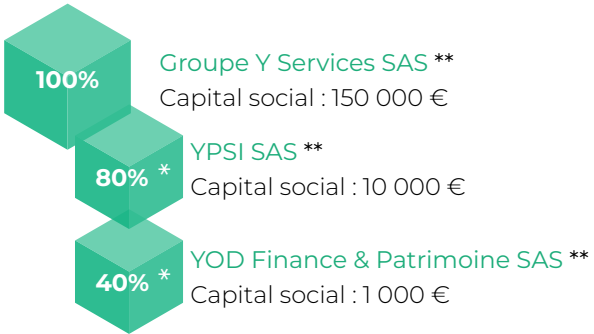 100%
Groupe Y Services SAS **
Capital social : 150 000 €
YPSI SAS **
80% *
Capital social : 10 000 €
YOD Finance & Patrimoine SAS **
40% *
Capital social : 1 000 €